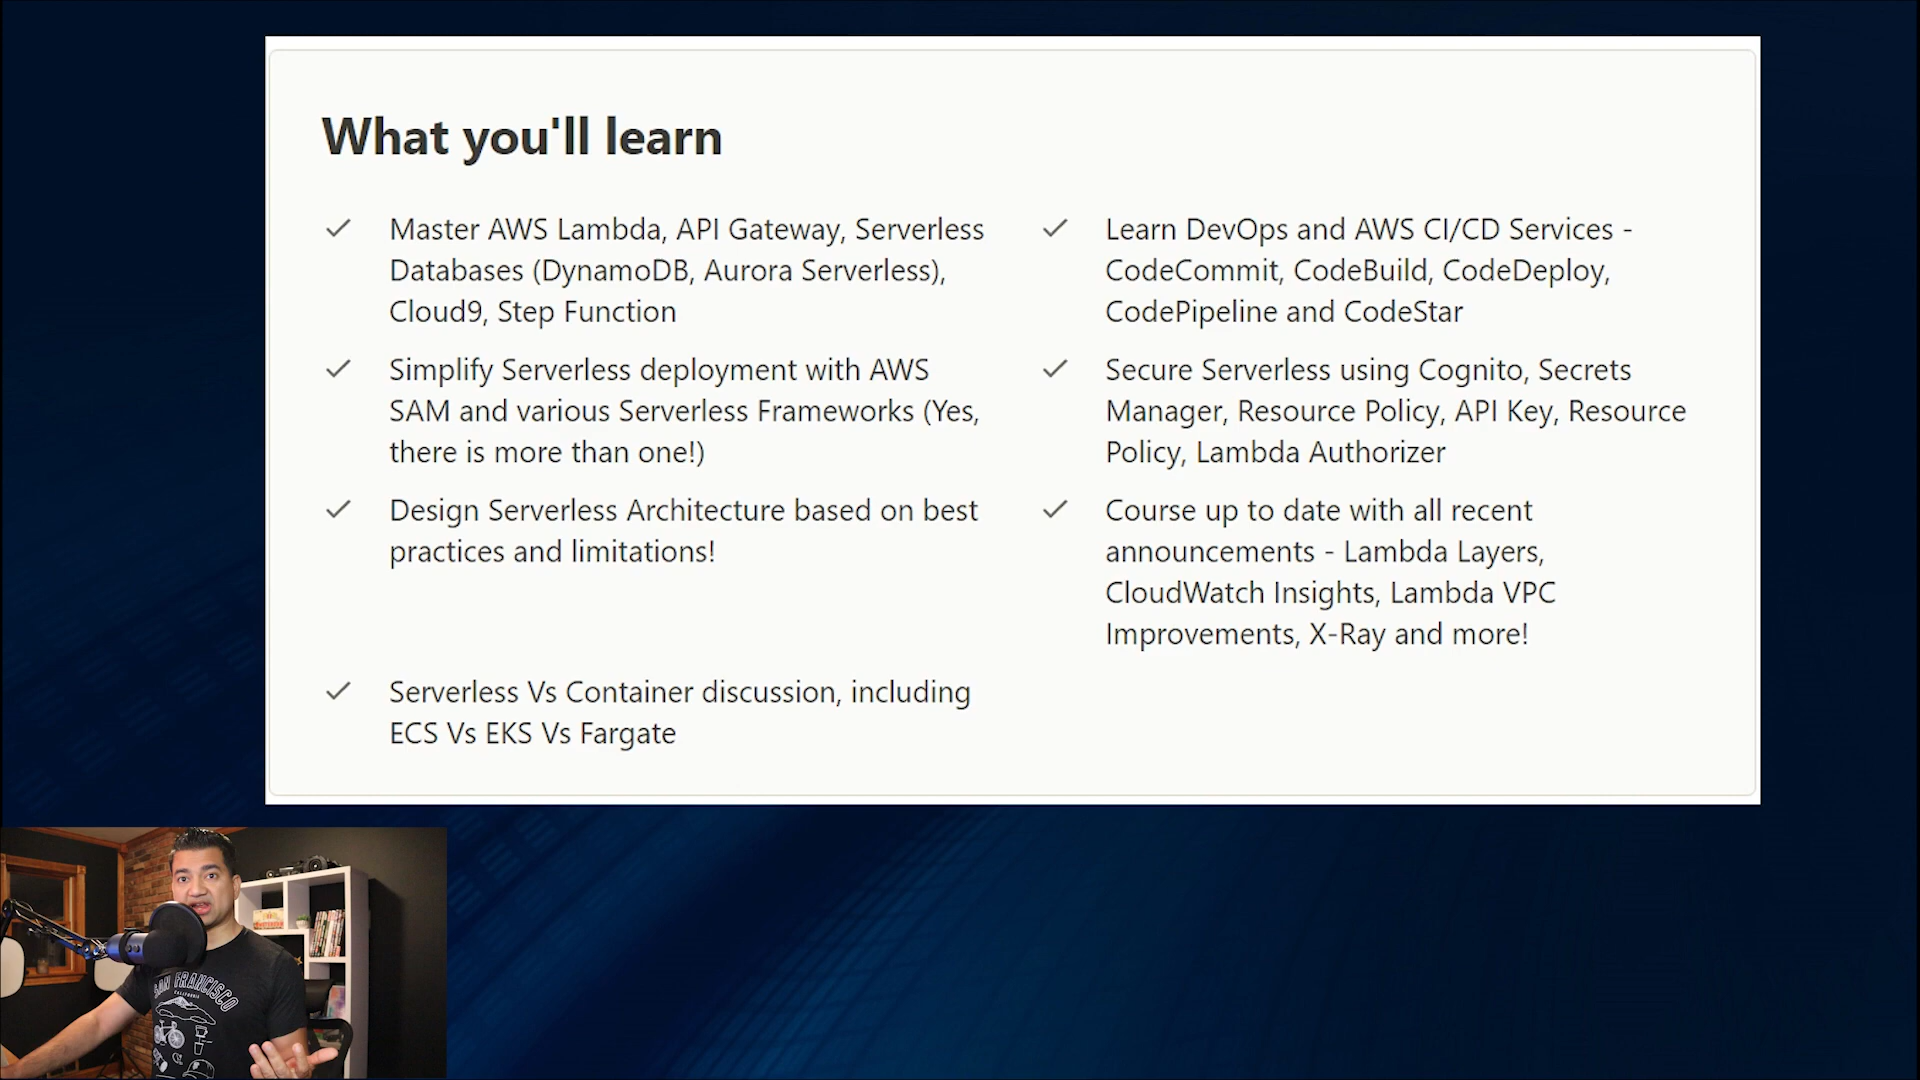 What you'll learn
Master AWS Lambda, API Gateway, Serverless
Databases (DynamoDB, Aurora Serverless),
Cloud9, Step Function
Simplify Serverless deployment with AWS
SAM and various Serverless Frameworks (Yes,
there is more than one!)
Design Serverless Architecture based on best
practices and limitations!
Serverless Vs Container discussion, including
ECS Vs EKS Vs Fargate
Learn DevOps and AWS CI/CD Services -
CodeCommit, CodeBuild, CodeDeploy,
CodePipeline and CodeStar
Secure Serverless using Cognito, Secrets
Manager, Resource Policy, API Key, Resource
Policy, Lambda Authorizer
Course up to date with all recent
announcements - Lambda Layers,
CloudWatch Insights, Lambda VPC
Improvements, X-Ray and more!
SAN FRANCISCO
CALIFORNIA